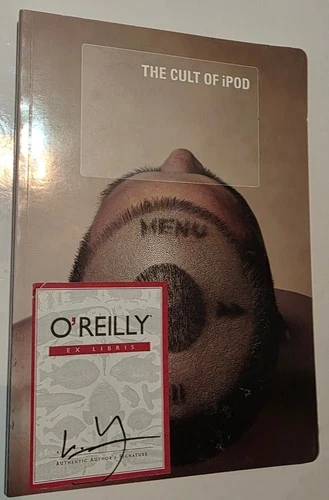 THE CULT OF iPOD
MENU
O'REILLY
EX LIBRIS
AUTHENTIC AUTHOR'S SIGNATURE